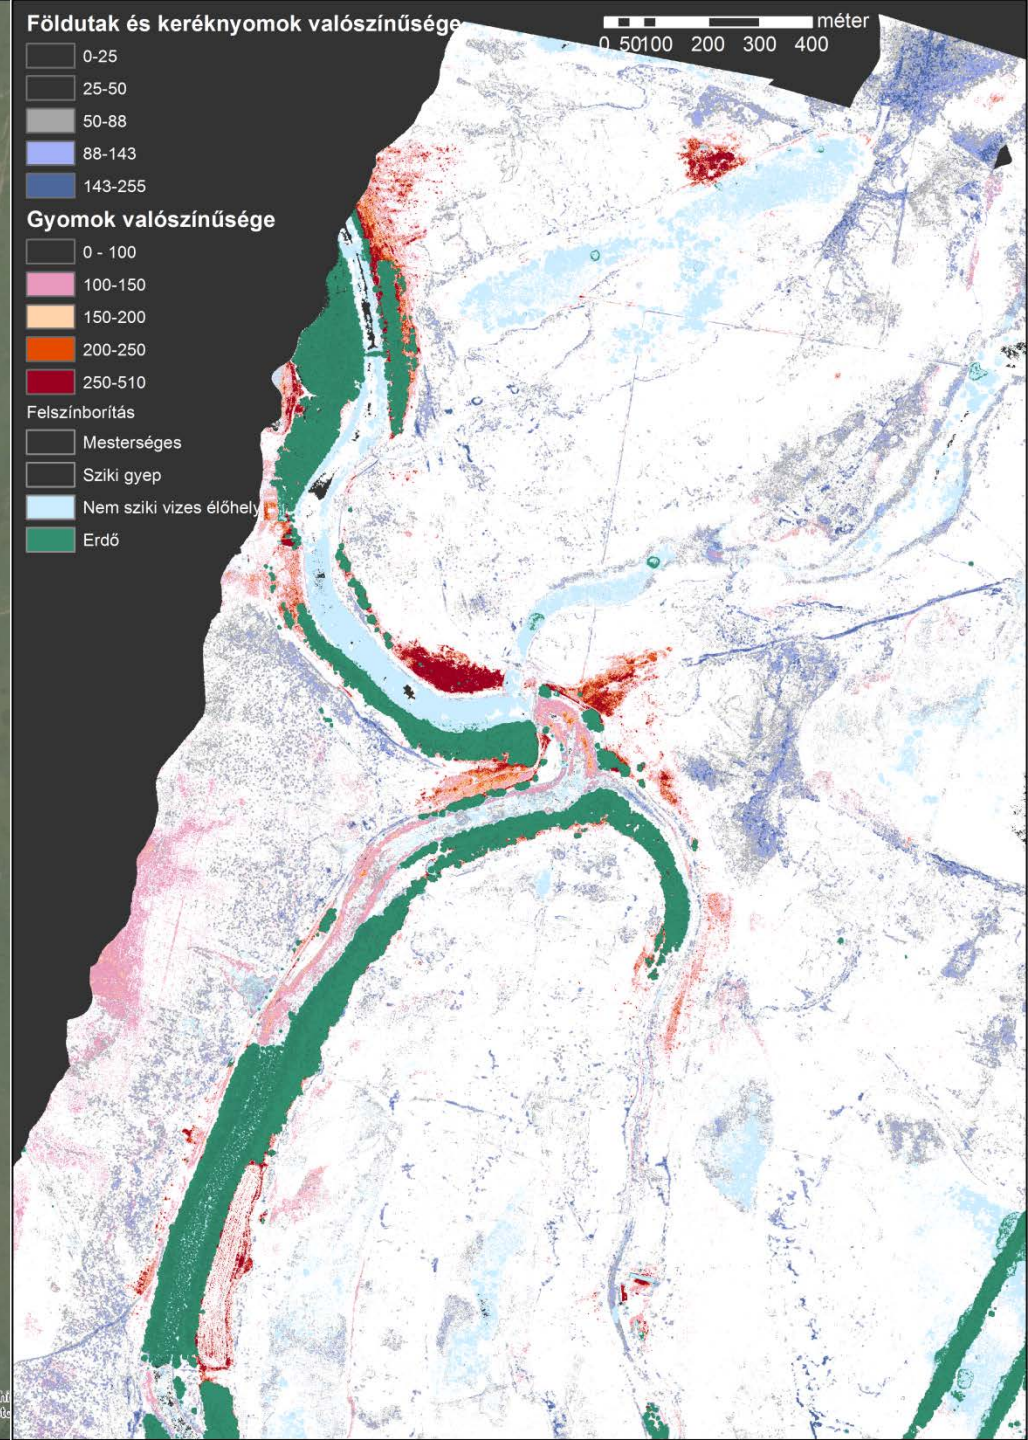 Földutak és keréknyomok valószínűsége
0-25
25-50
50-88
88-143
143-255
Gyomok valószínűsége
0 - 100
100-150
150-200
200-250
250-510
Felszínborítás
Mesterséges
Sziki gyep
Nem sziki vizes élőhely
Erdő
méter
0 50100 200 300 400